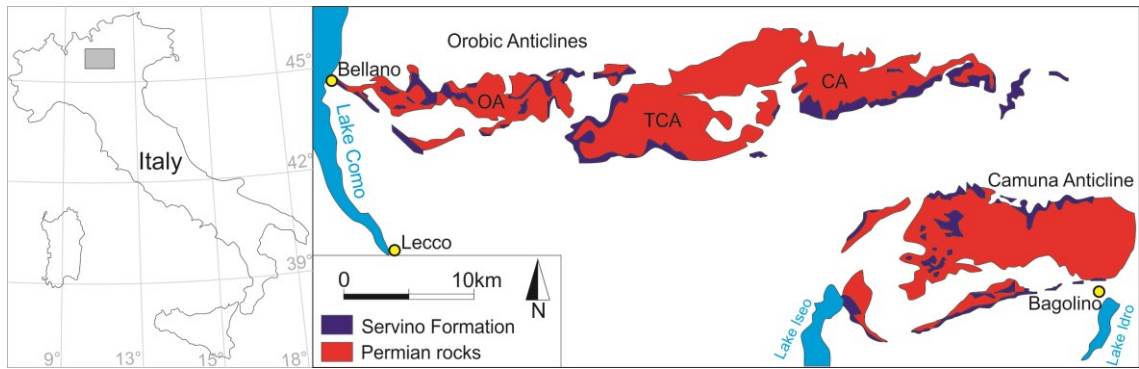 45°
42°
39°
9°
13°
15°
18°
Italy
Orobic Anticlines
Bellano
OA
TCA
CA
Lake Como
Lecco
Camuna Anticline
Bagolino
Lake Iseo
Lake Idro
0
10km
N
Servino Formation
Permian rocks